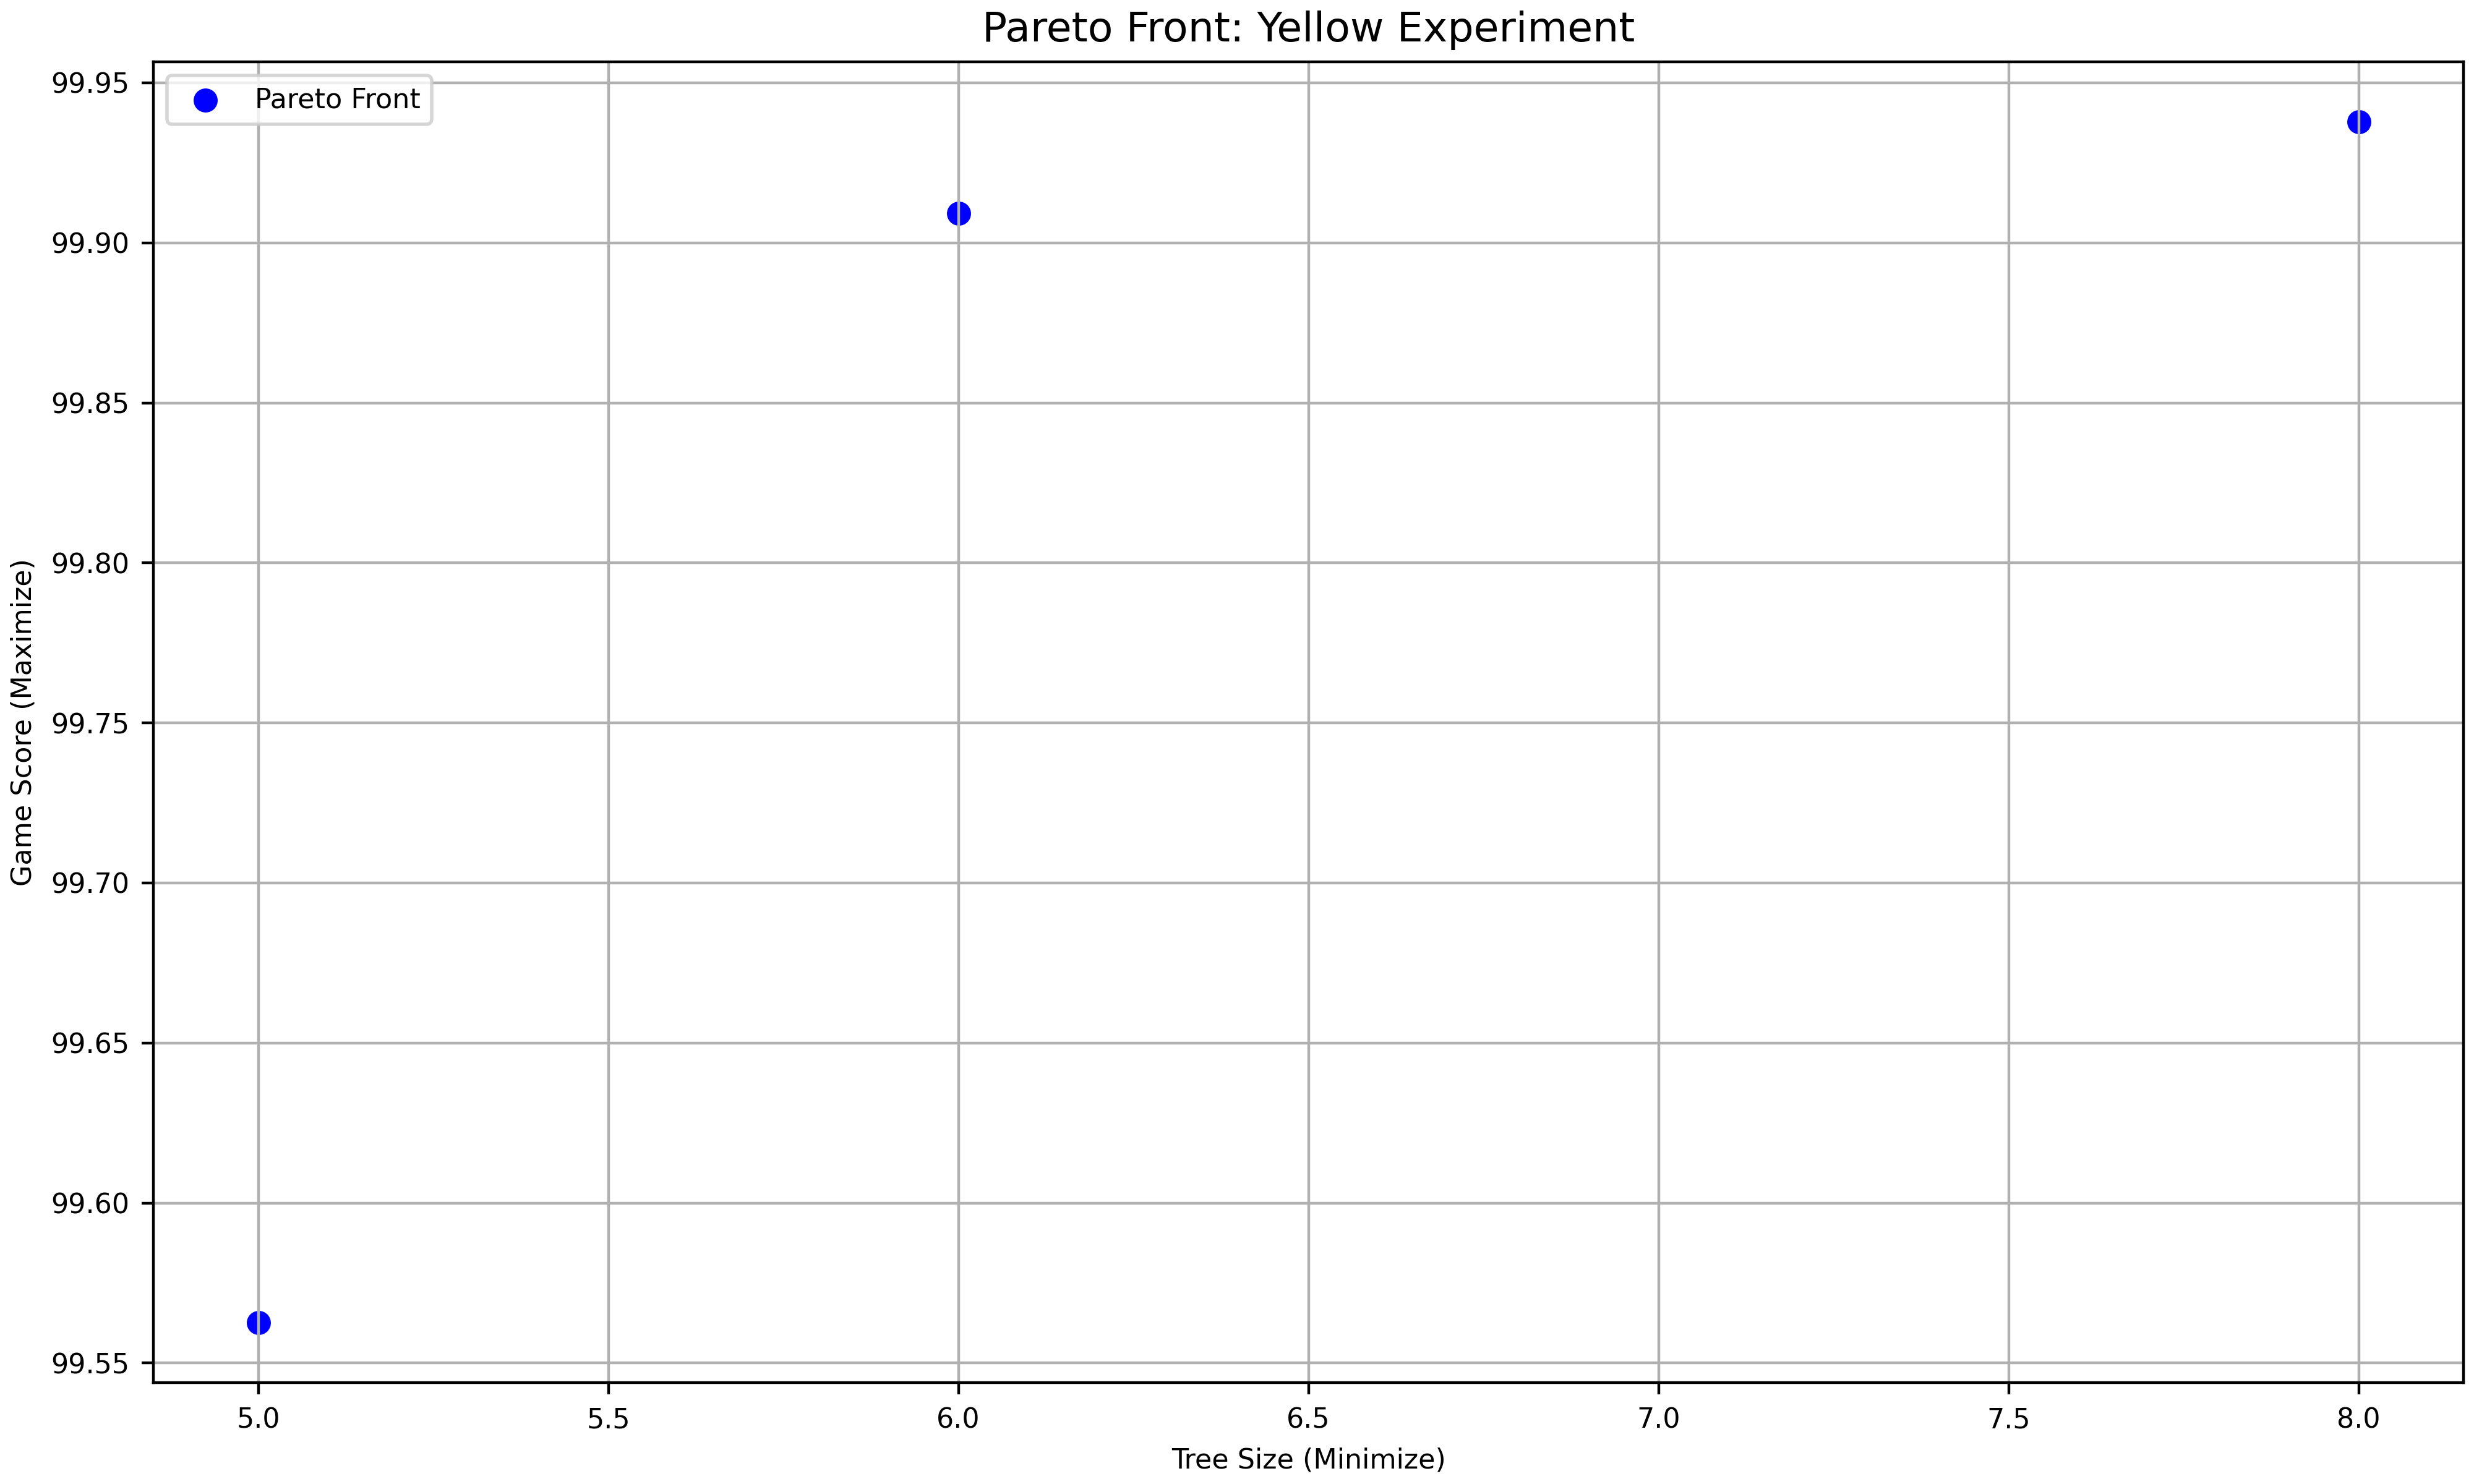 Pareto Front: Yellow Experiment
Pareto Front
99.95
99.90
99.85
99.80
99.75
99.70
99.65
99.60
99.55
Game Score (Maximize)
5.0 5.5 6.0 6.5 7.0 7.5 8.0
Tree Size (Minimize)